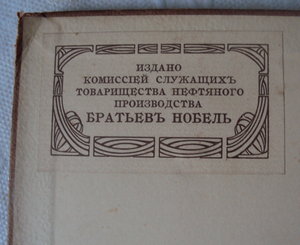 ИЗДАНО
КОМИССІЕЙ СЛУЖАЩИХЪ
ТОВАРИЩЕСТВА НЕФТЯНОГО
ПРОИЗВОДСТВА
БРАТЬЕВЪ НОБЕЛЬ